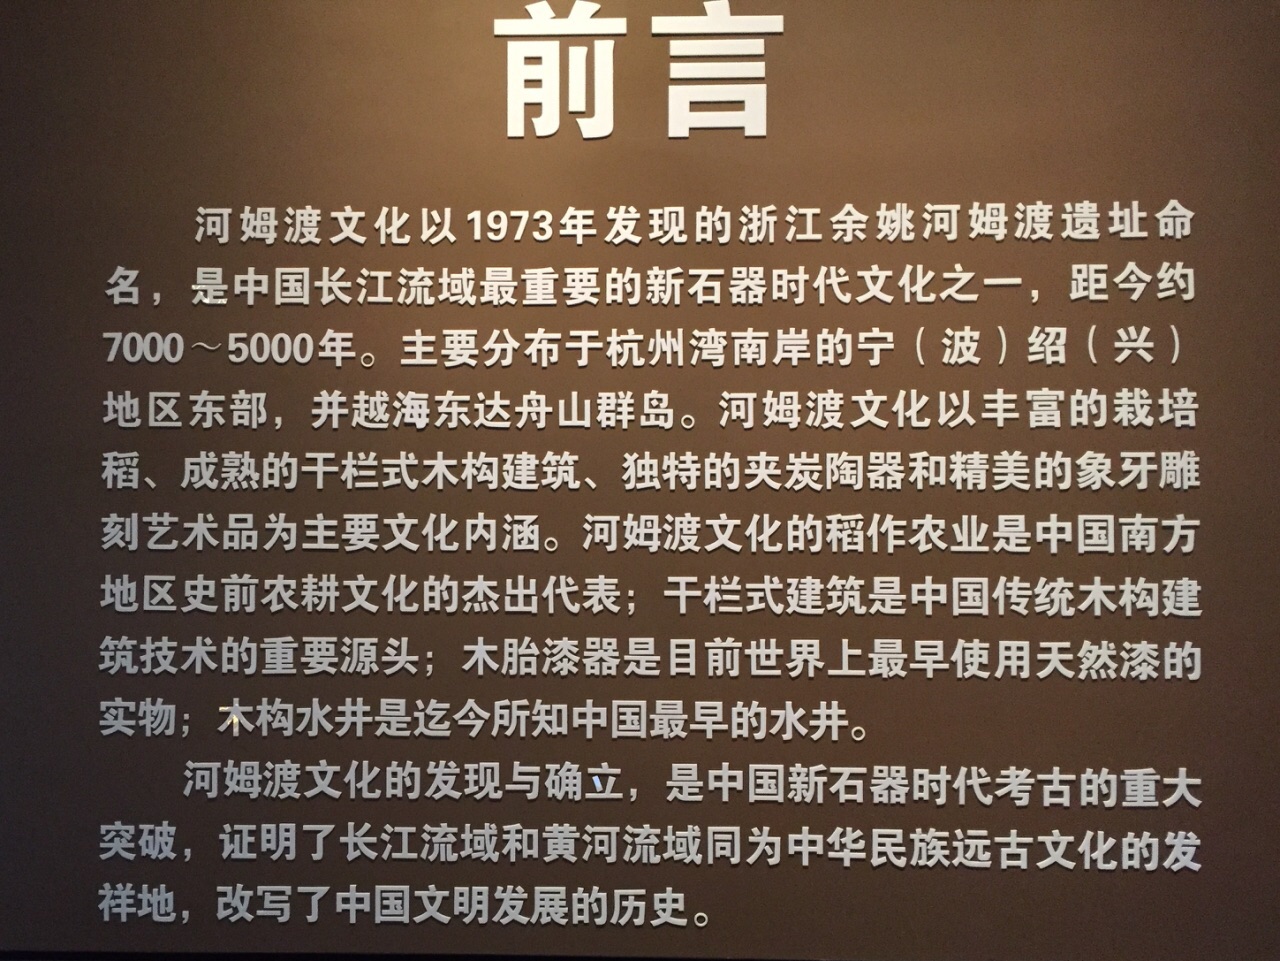 前言
河姆渡文化以1973年发现的浙江余姚河姆渡遗址命
名，是中国长江流域最重要的新石器时代文化之一，距今约
7000～5000年。主要分布于杭州湾南岸的宁（波）绍（兴）
地区东部，并越海东达舟山群岛。河姆渡文化以丰富的栽培
稻、成熟的干栏式木构建筑、独特的夹炭陶器和精美的象牙雕
刻艺术品为主要文化内涵。河姆渡文化的稻作农业是中国南方
地区史前农耕文化的杰出代表；干栏式建筑是中国传统木构建
筑技术的重要源头；木胎漆器是目前世界上最早使用天然漆的
实物；木构水井是迄今所知中国最早的水井。
河姆渡文化的发现与确立，是中国新石器时代考古的重大
突破，证明了长江流域和黄河流域同为中华民族远古文化的发
祥地，改写了中国文明发展的历史。